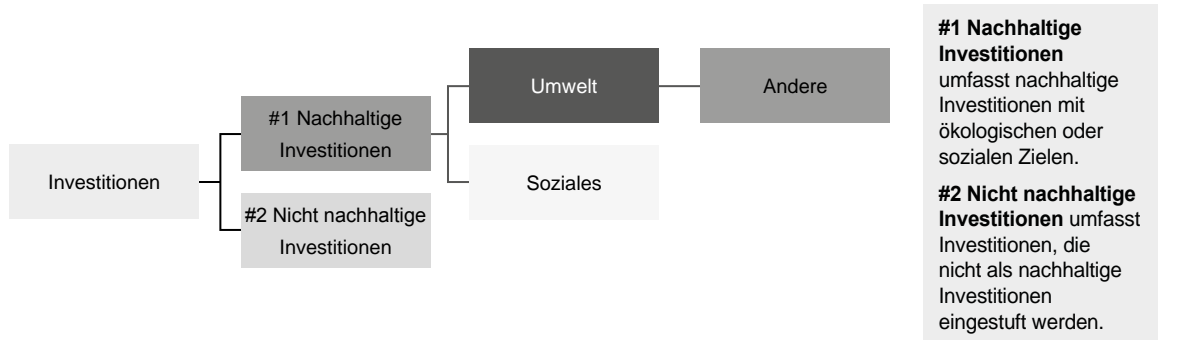 Investitionen
#1 Nachhaltige
Investitionen
#2 Nicht nachhaltige
Investitionen
Umwelt
Soziales
Andere
#1 Nachhaltige
Investitionen
umfasst nachhaltige
Investitionen mit
ökologischen oder
sozialen Zielen.
#2 Nicht nachhaltige
Investitionen umfasst
Investitionen, die
nicht als nachhaltige
Investitionen
eingestuft werden.